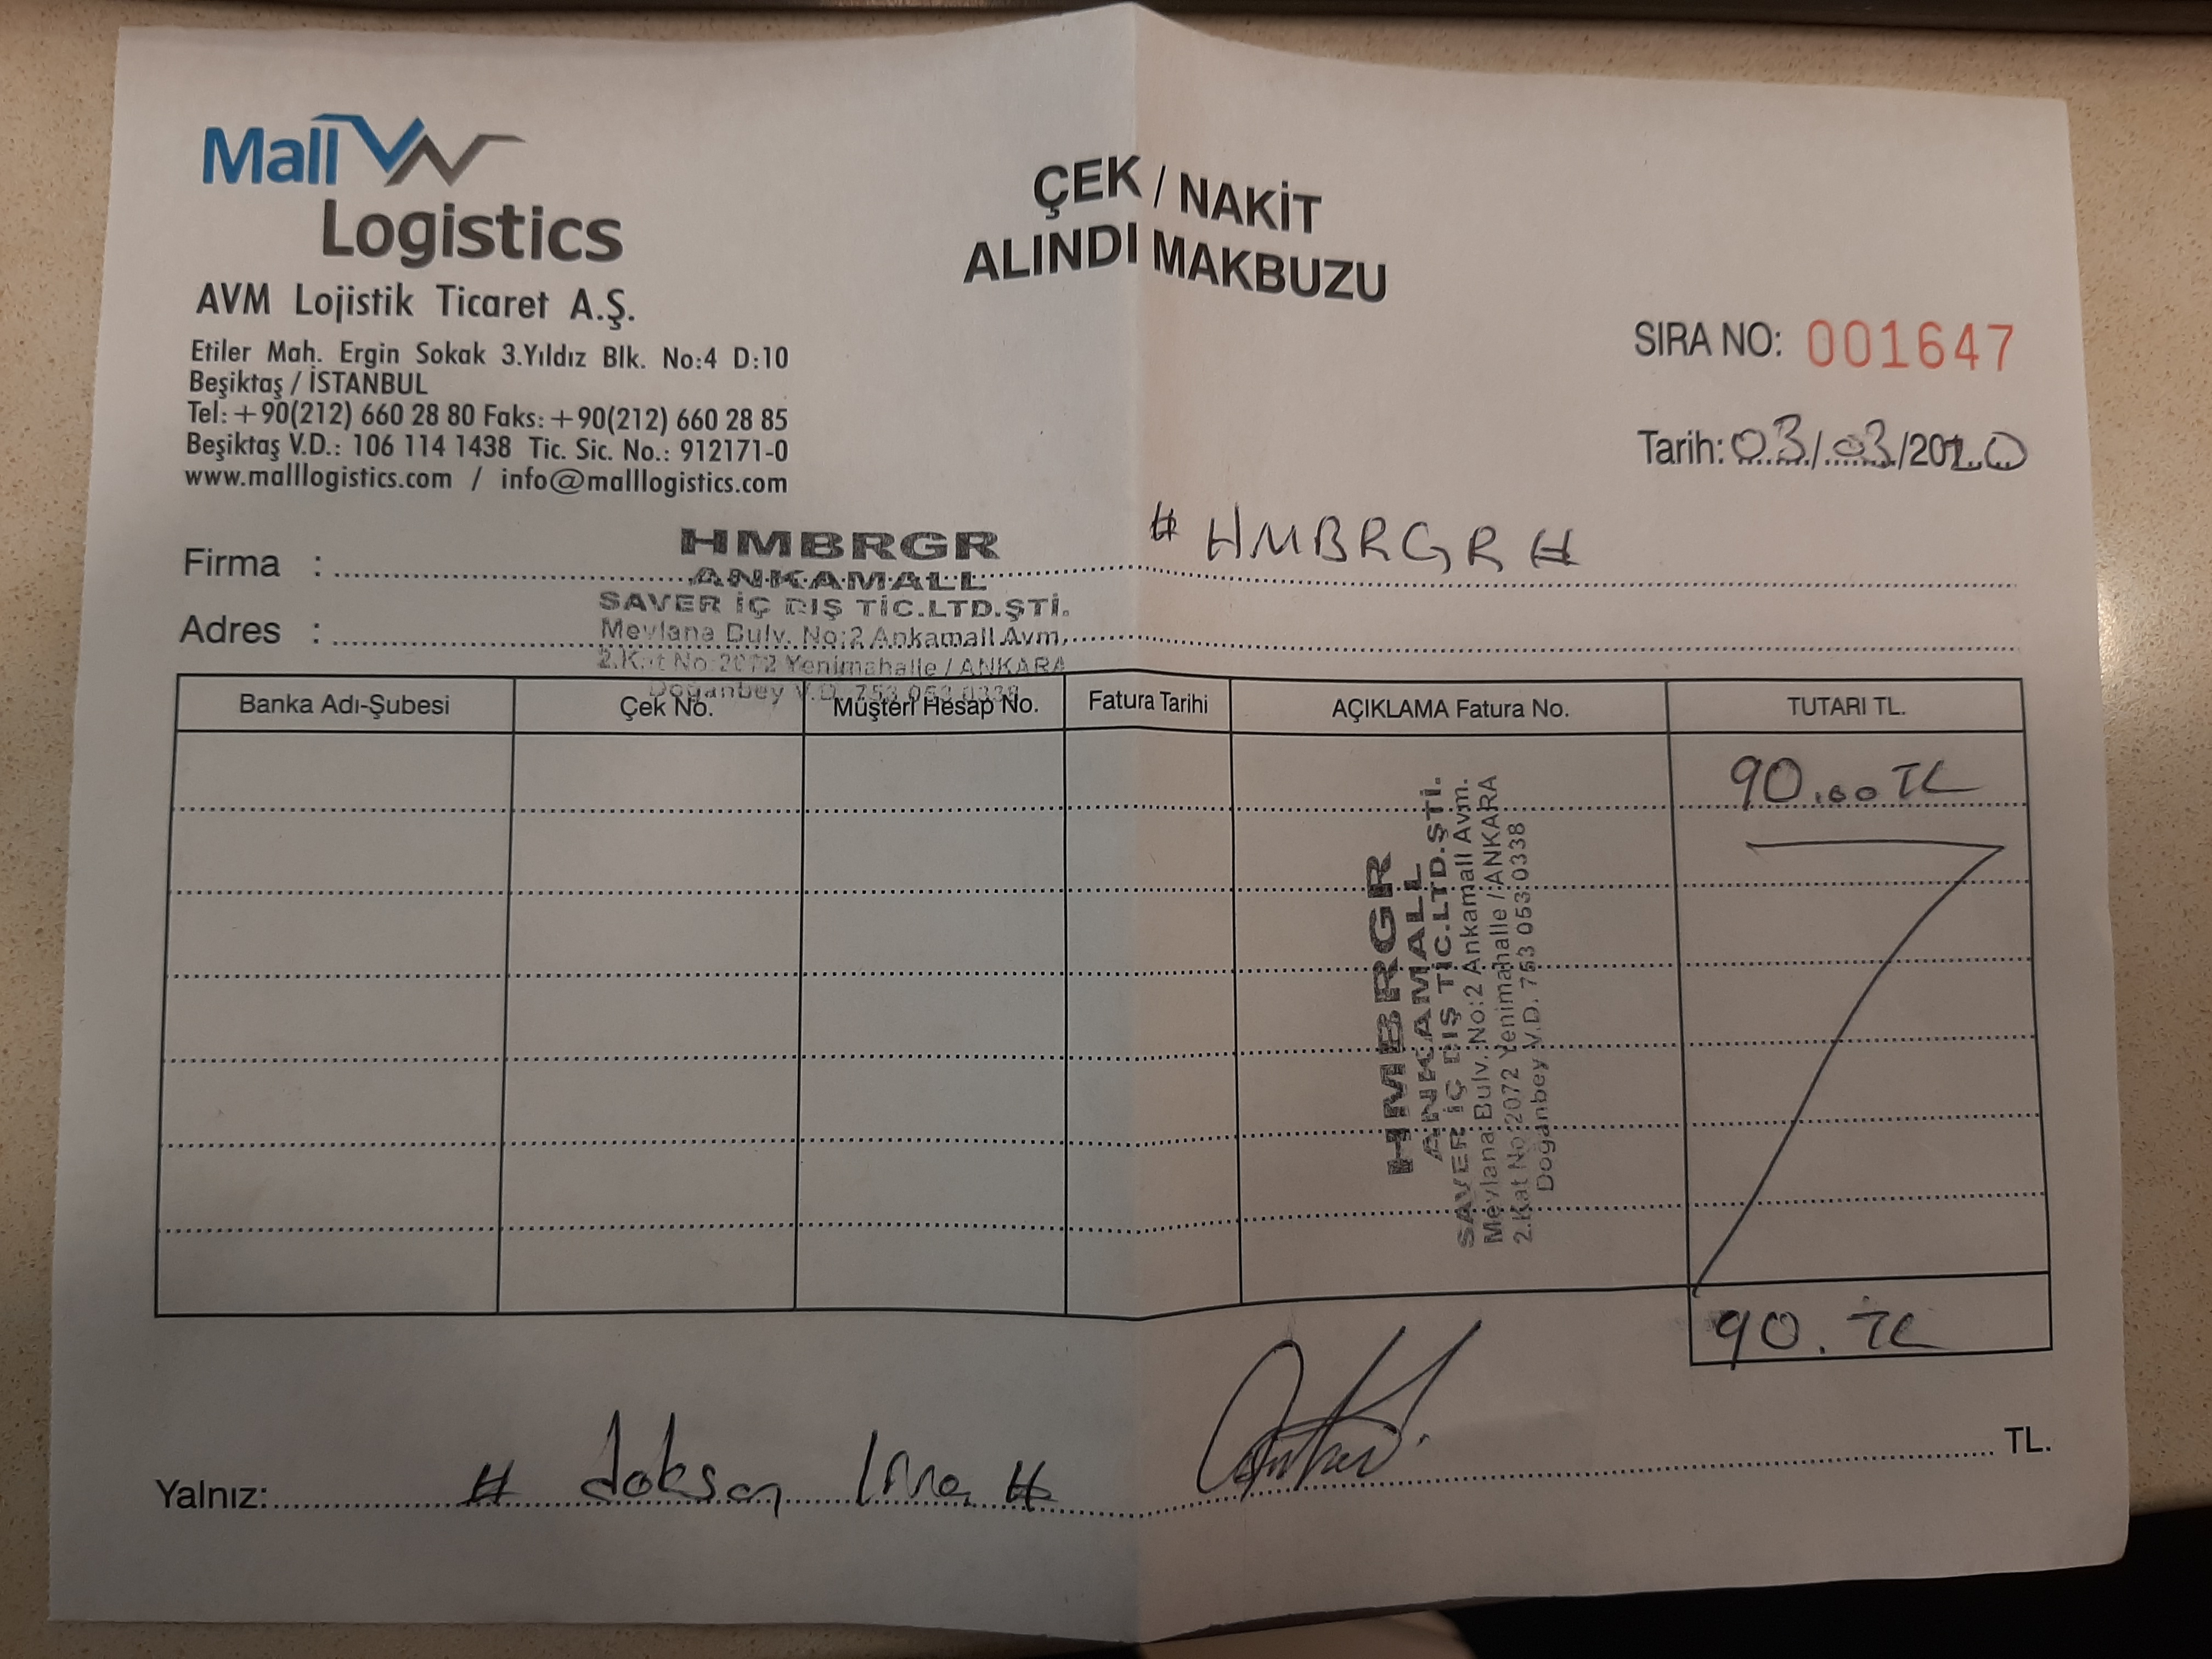 Mall
Logistics
AVM Lojistik Ticaret A.Ş.
Etiler Mah. Ergin Sokak 3.Yıldız Blk. No:4 D:10
Beşiktaş / İSTANBUL
Tel:+90(212) 660 28 80 Faks:+90(212) 660 28 85
Beşiktaş V.D.: 106 114 1438 Tic. Sic. No.: 912171-0
www.malllogistics.com / info@malllogistics.com
ÇEK / NAKİT
ALINDI MAKBUZU
SIRA NO: 001647
Tarih: 03/03/2020
HMBRGR
# HMBRGR #
Firma :
ANKAMALL
SAVER İÇ DIŞ TİC.LTD.ŞTİ.
Adres :
Mevlana Bulv. No:2 Ankamall Avm.
2.Kat No:2072 Yenimahalle / ANKARA
Doğanbey V.D. 753 053 0338
Banka Adı-Şubesi Çek No. Müşteri Hesap No. Fatura Tarihi AÇIKLAMA Fatura No. TUTARI TL.
90.00 TL
HMBRGR
ANKAMALL
SAVER İÇ DIŞ TİC.LTD.ŞTİ.
Mevlana Bulv. No:2 Ankamall Avm.
2.Kat No:2072 Yenimahalle / ANKARA
Doğanbey V.D. 753 053 0338
90. TL
Yalnız: # doksan lira # TL.